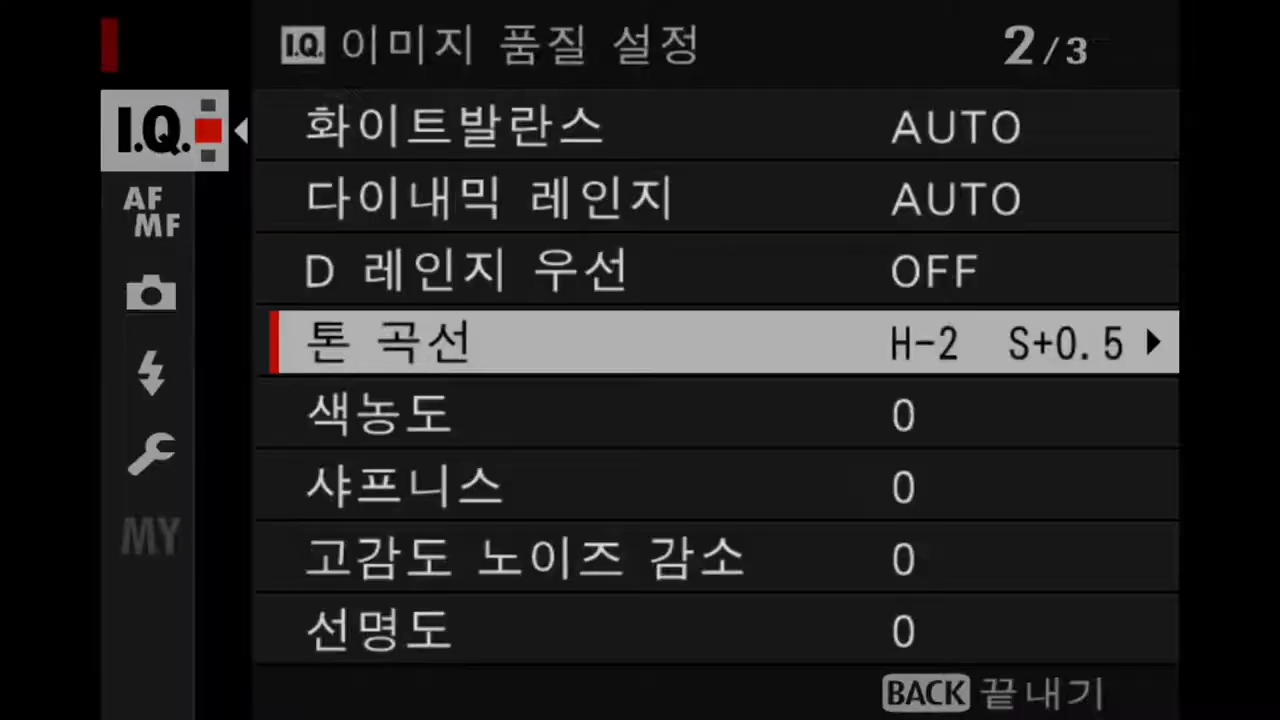 I.Q. 이미지 품질 설정 2/3
I.Q.
화이트발란스 AUTO
다이내믹 레인지 AUTO
AF
MF
D 레인지 우선 OFF
톤 곡선 H-2 S+0.5
색농도 0
샤프니스 0
MY
고감도 노이즈 감소 0
선명도 0
BACK 끝내기